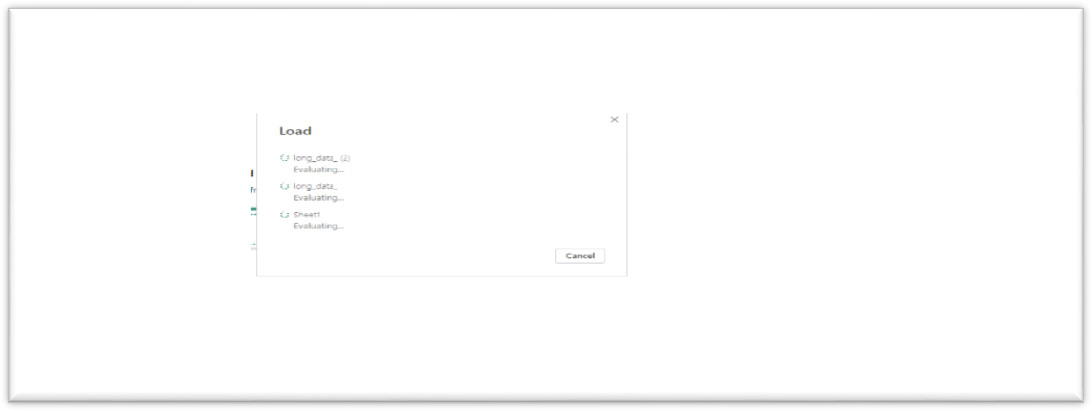 Load
long_data_ (2)
Evaluating...
long_data_
Evaluating...
Sheet1
Evaluating...
Cancel